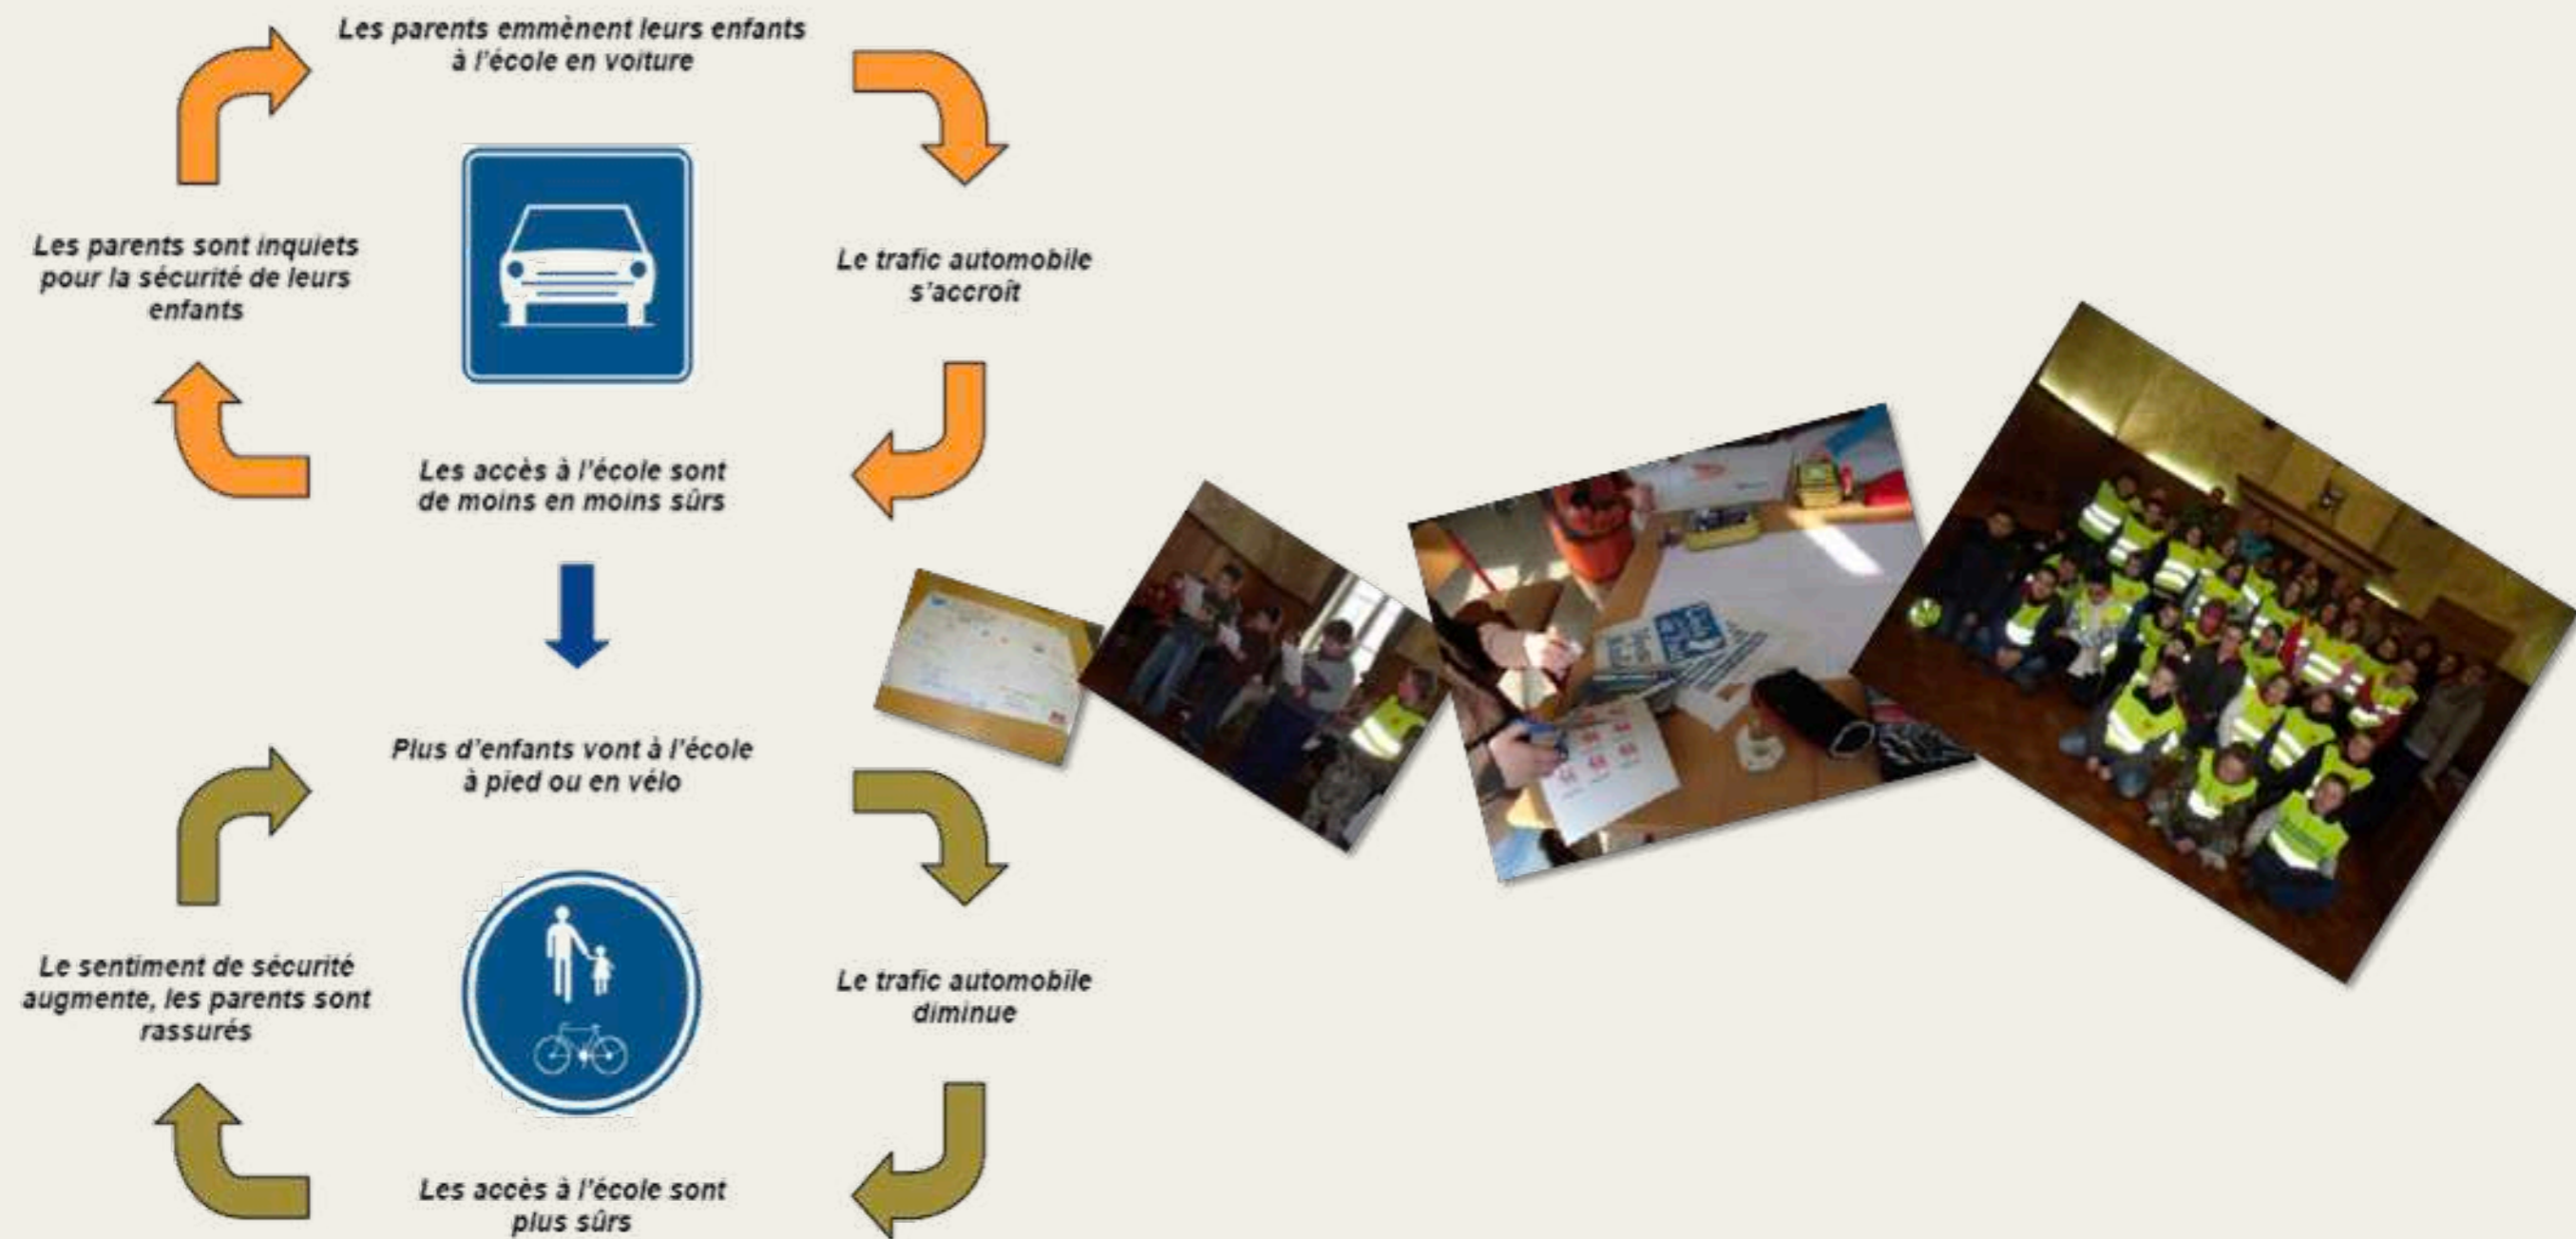 Les parents emmènent leurs enfants
à l'école en voiture
Les parents sont inquiets
pour la sécurité de leurs
enfants
Le trafic automobile
s'accroît
Les accès à l'école sont
de moins en moins sûrs
Plus d'enfants vont à l'école
à pied ou en vélo
Le sentiment de sécurité
augmente, les parents sont
rassurés
Le trafic automobile
diminue
Les accès à l'école sont
plus sûrs